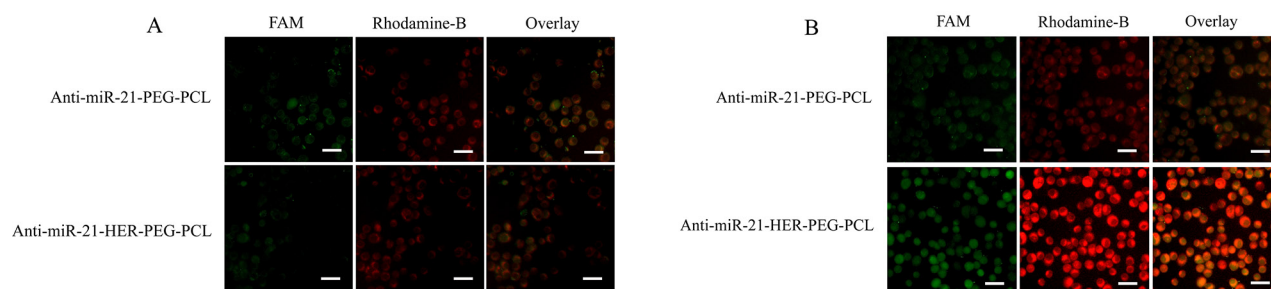 A
FAM
Rhodamine-B
Overlay
Anti-miR-21-PEG-PCL
Anti-miR-21-HER-PEG-PCL
B
FAM
Rhodamine-B
Overlay
Anti-miR-21-PEG-PCL
Anti-miR-21-HER-PEG-PCL